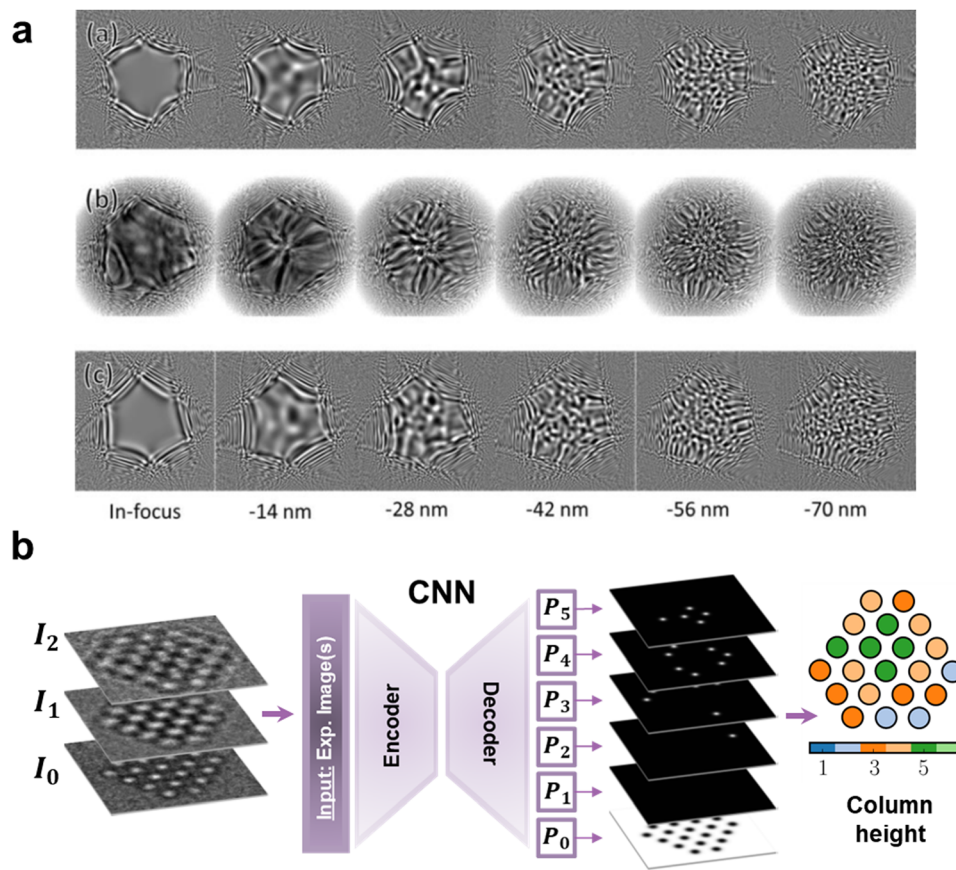 a
(a)
(b)
(c)
In-focus -14 nm -28 nm -42 nm -56 nm -70 nm
b
CNN
I₂
I₁
I₀
Input: Exp. Image(s)
Encoder
Decoder
P₅
P₄
P₃
P₂
P₁
P₀
1 3 5
Column
height